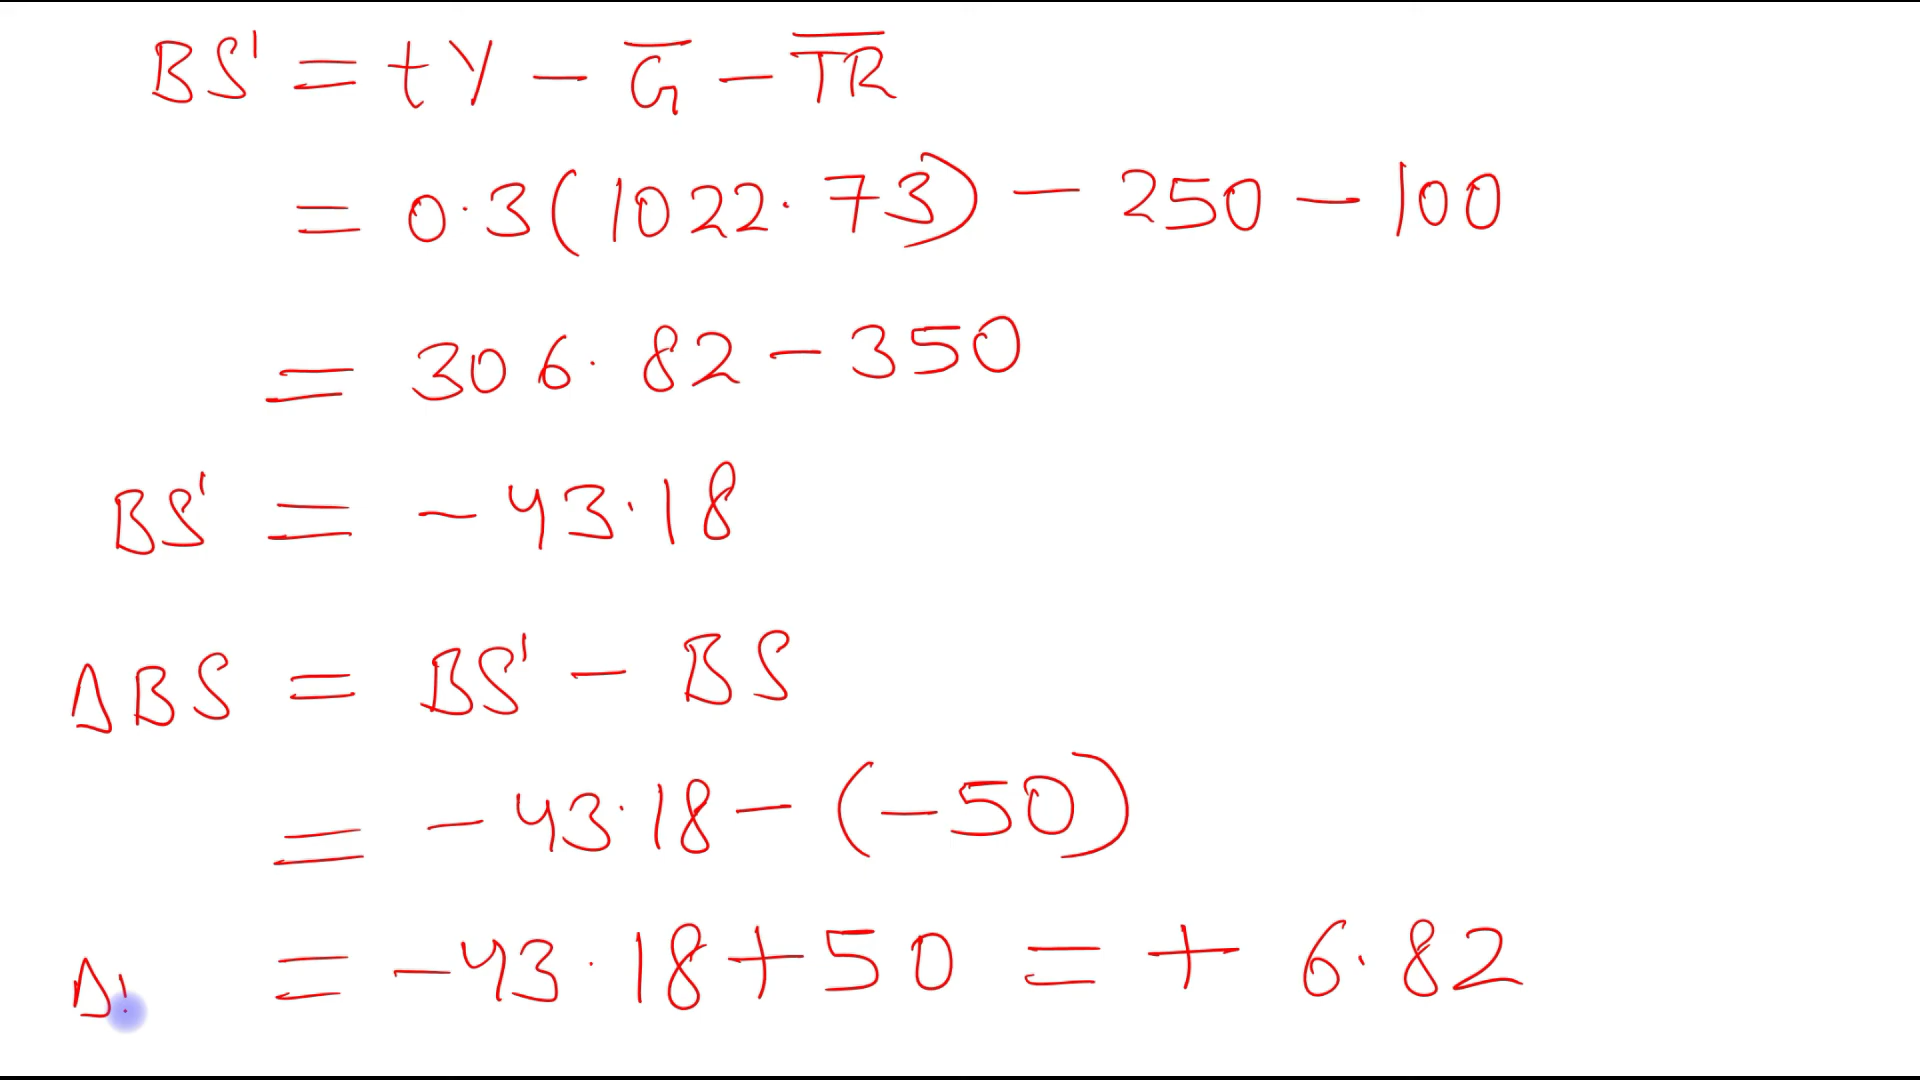 BS' = tY − G̅ − T̅R̅
= 0.3(1022.73) − 250 − 100
= 306.82 − 350
BS' = −43.18
ΔBS = BS' − BS
= −43.18 − (−50)
Δ = −43.18 + 50 = + 6.82